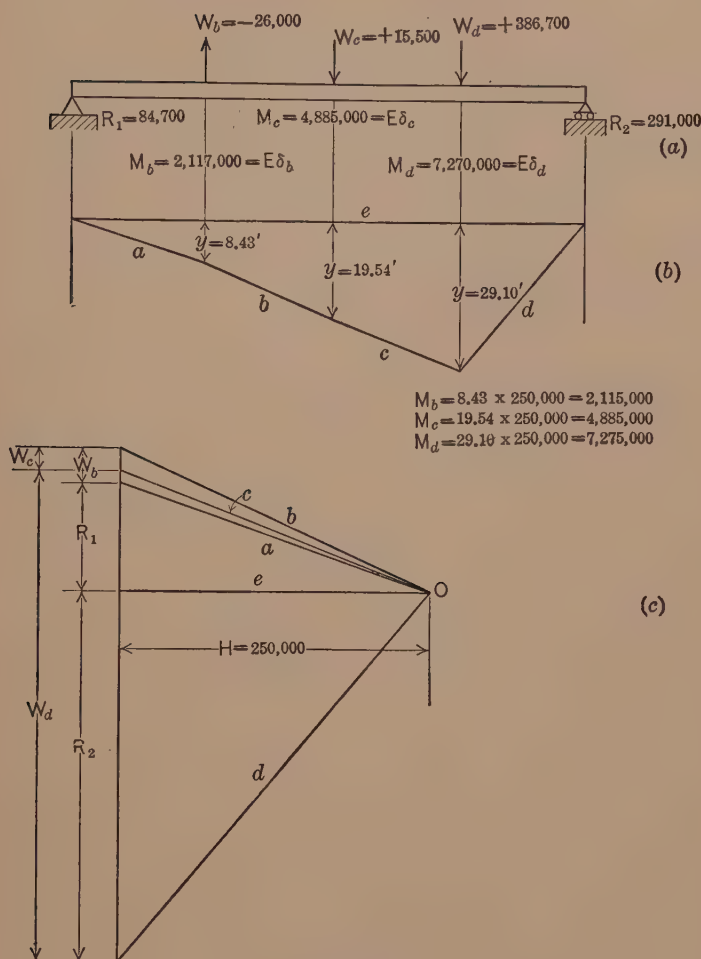 W_b=−26,000
W_c=+15,500
W_d=+386,700
R_1=84,700
M_c=4,885,000=Eδ_c
R_2=291,000
(a)
M_b=2,117,000=Eδ_b
M_d=7,270,000=Eδ_d
e
y=8.43'
a
y=19.54'
(b)
b
y=29.10'
d
c
M_b=8.43 x 250,000=2,115,000
M_c=19.54 x 250,000=4,885,000
M_d=29.10 x 250,000=7,275,000
W_c
W_b
c
b
R_1
a
e
O
(c)
H=250,000
W_d
R_2
d